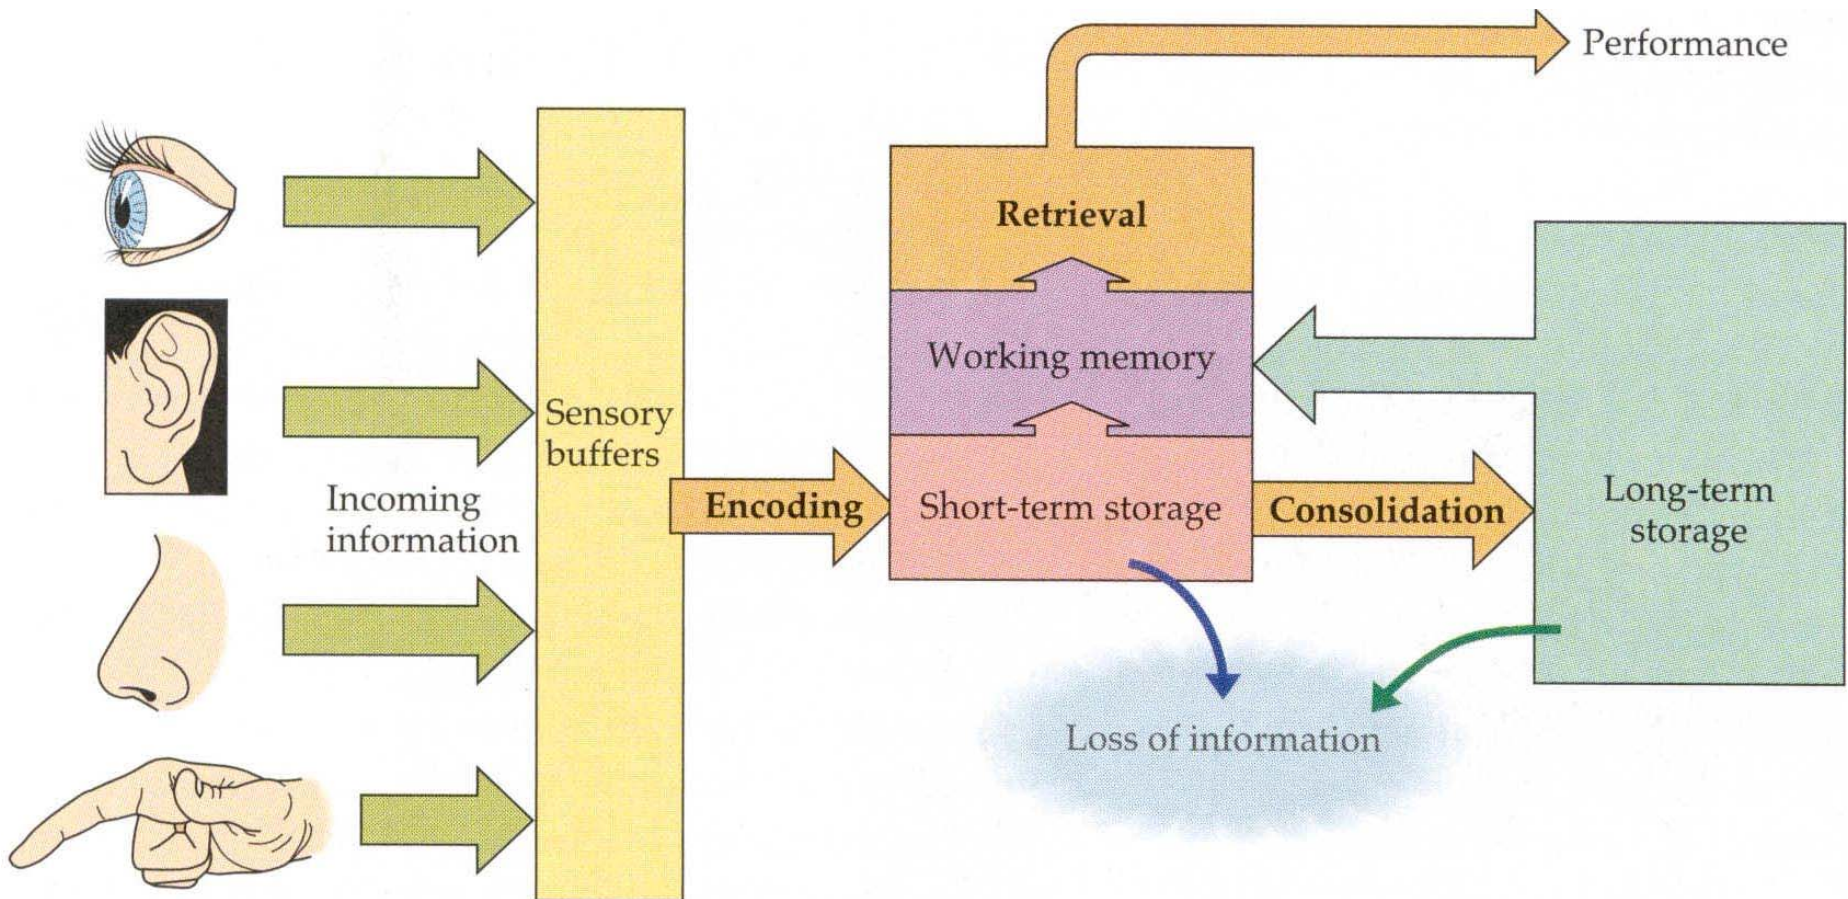 Performance
Retrieval
Working memory
Sensory
buffers
Incoming
information
Encoding
Short-term storage
Consolidation
Long-term
storage
Loss of information